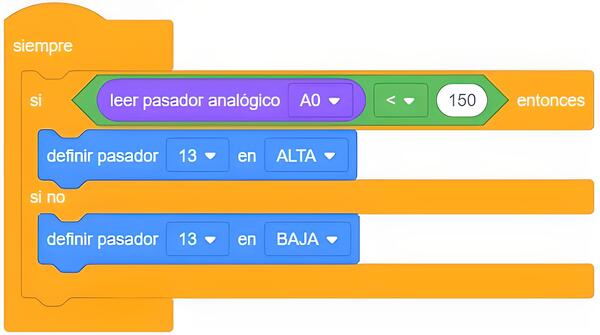 siempre
si leer pasador analógico A0 < 150 entonces
definir pasador 13 en ALTA
si no
definir pasador 13 en BAJA